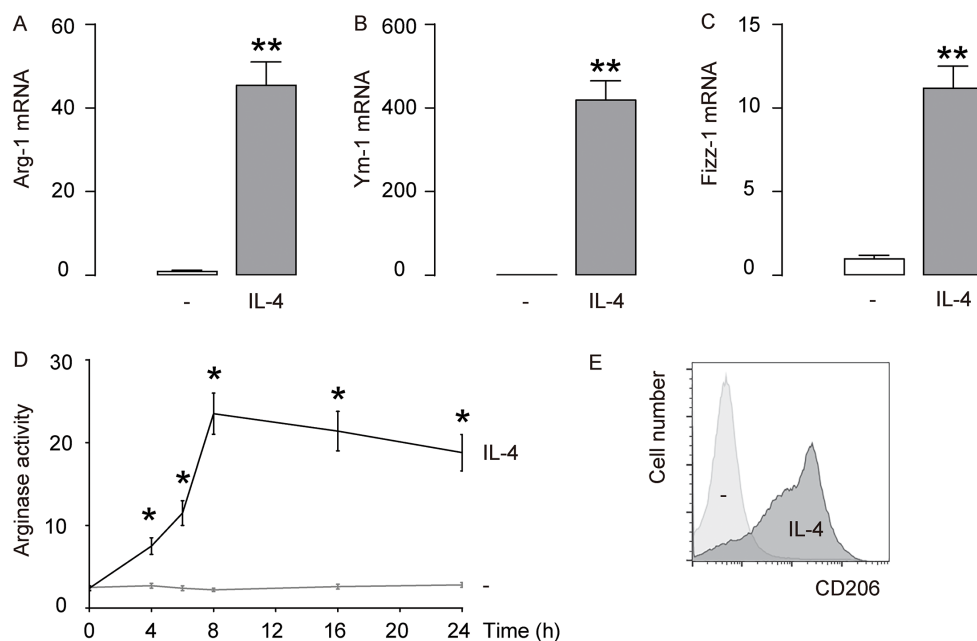 A
Arg-1 mRNA
60
40
20
0
**
-
IL-4
B
Ym-1 mRNA
600
400
200
0
**
-
IL-4
C
Fizz-1 mRNA
15
10
5
0
**
-
IL-4
D
Arginase activity
30
20
10
0
*
*
*
*
*
IL-4
-
0 4 8 12 16 20 24 Time (h)
E
Cell number
-
IL-4
CD206